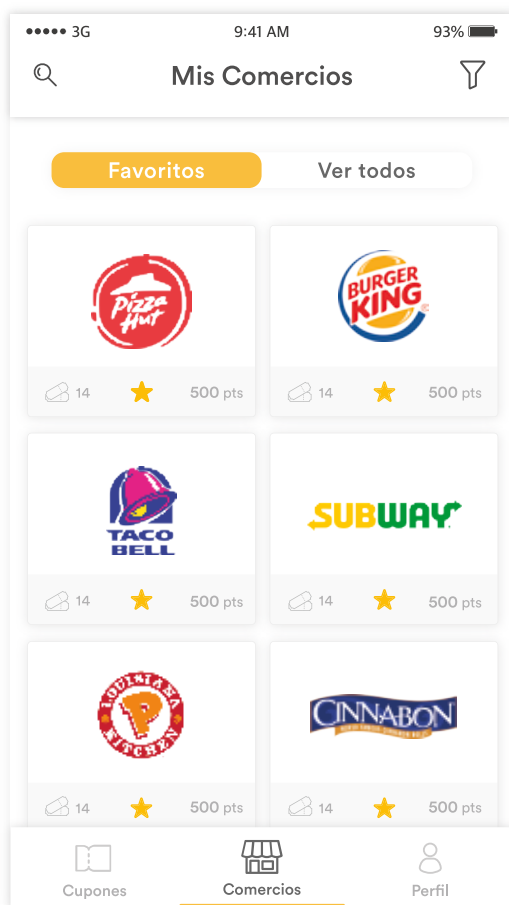 3G 9:41 AM 93%
Mis Comercios
Favoritos Ver todos
Pizza Hut
BURGER KING
14 500 pts 14 500 pts
TACO BELL
SUBWAY
14 500 pts 14 500 pts
LOUISIANA P KITCHEN
CINNABON
14 500 pts 14 500 pts
Cupones Comercios Perfil